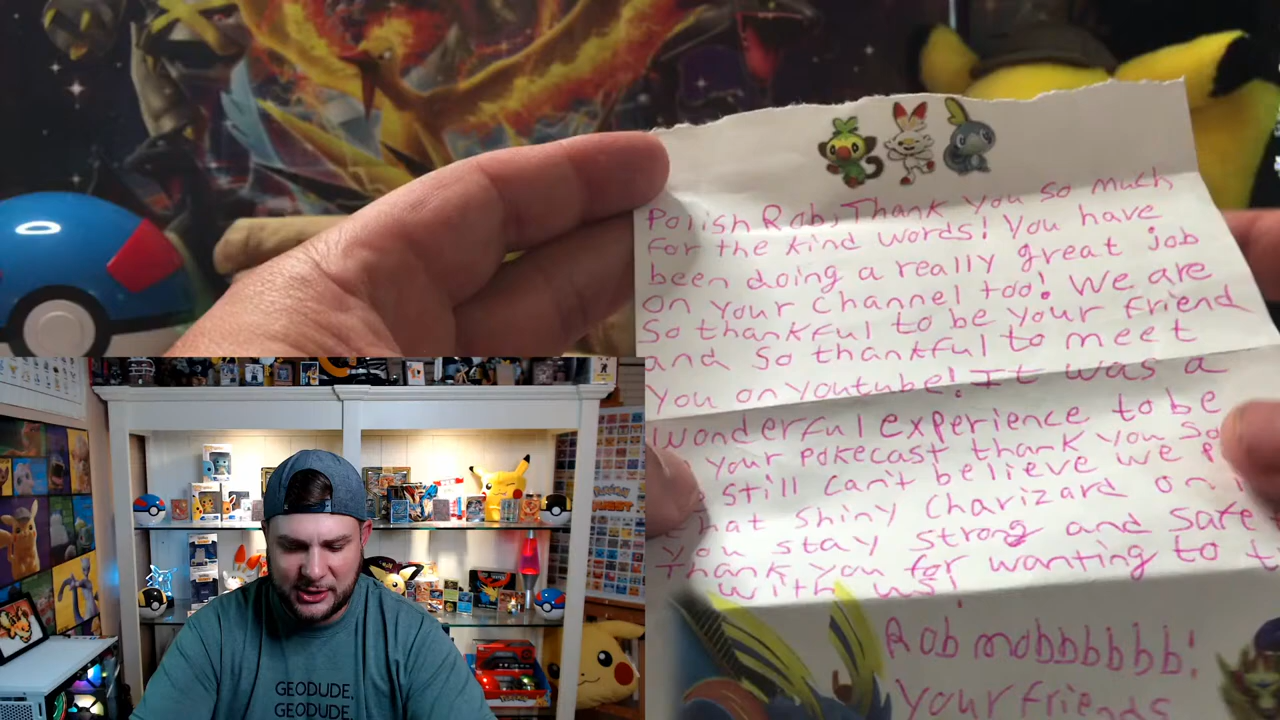 Polish Rob, Thank you so much
for the kind words! You have
been doing a really great job
on your channel too! We are
so thankful to be your friend
and so thankful to meet
you on youtube! It was a
wonderful experience to be
your pokecast thank you so
still can't believe we
shiny Charizard on
you stay strong and safe
Thank you for wanting to
with us!
Rob mobbbbbb!
your friends
GEODUDE,
GEODUDE,